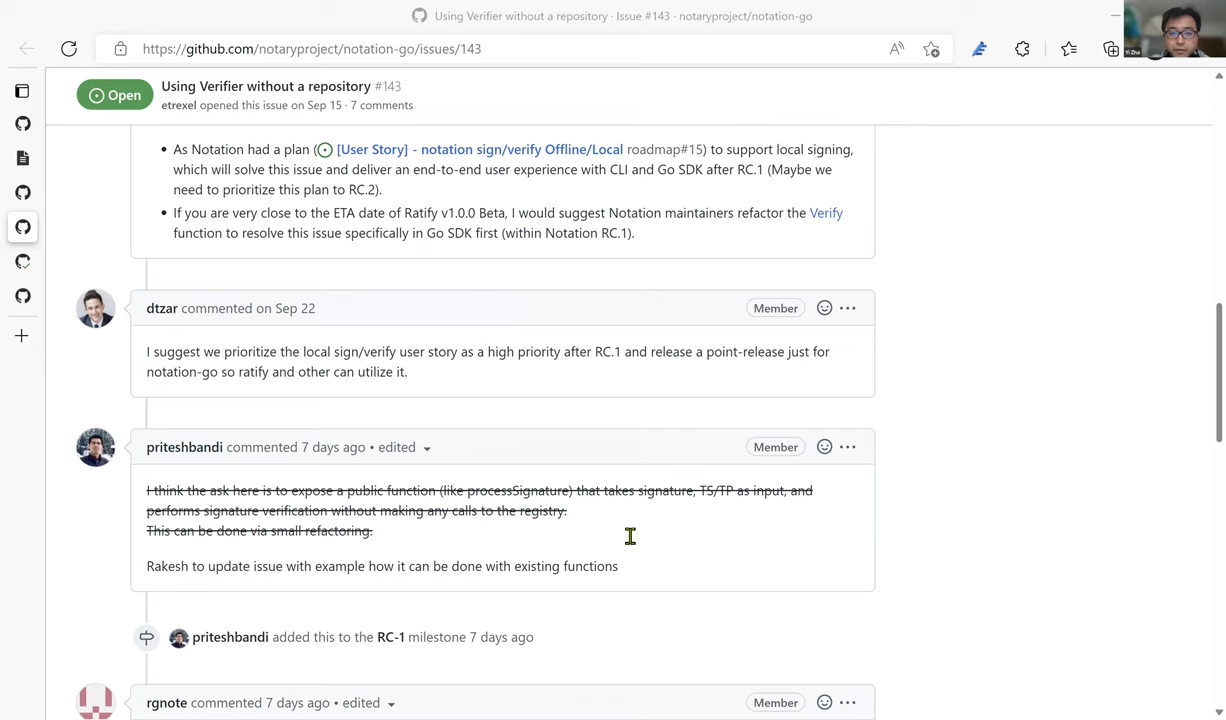 Using Verifier without a repository · Issue #143 · notaryproject/notation-go
https://github.com/notaryproject/notation-go/issues/143
Yi Zha
Open
Using Verifier without a repository #143
etrexel opened this issue on Sep 15 · 7 comments
As Notation had a plan ( [User Story] - notation sign/verify Offline/Local roadmap#15) to support local signing,
which will solve this issue and deliver an end-to-end user experience with CLI and Go SDK after RC.1 (Maybe we
need to prioritize this plan to RC.2).
If you are very close to the ETA date of Ratify v1.0.0 Beta, I would suggest Notation maintainers refactor the Verify
function to resolve this issue specifically in Go SDK first (within Notation RC.1).
dtzar commented on Sep 22
Member
I suggest we prioritize the local sign/verify user story as a high priority after RC.1 and release a point-release just for
notation-go so ratify and other can utilize it.
priteshbandi commented 7 days ago • edited
Member
I think the ask here is to expose a public function (like processSignature) that takes signature, TS/TP as input, and
performs signature verification without making any calls to the registry.
This can be done via small refactoring.
Rakesh to update issue with example how it can be done with existing functions
priteshbandi added this to the RC-1 milestone 7 days ago
rgnote commented 7 days ago • edited
Member